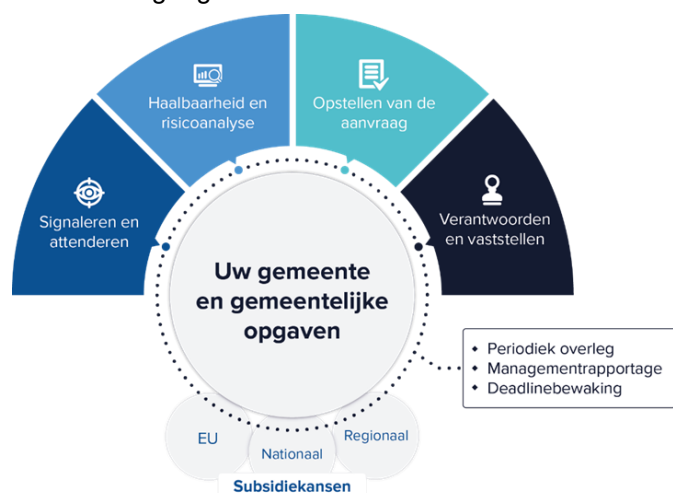 Haalbaarheid en
risicoanalyse
Opstellen van de
aanvraag
Signaleren en
attenderen
Verantwoorden
en vaststellen
Uw gemeente
en gemeentelijke
opgaven
Periodiek overleg
Managementrapportage
Deadlinebewaking
EU
Nationaal
Regionaal
Subsidiekansen